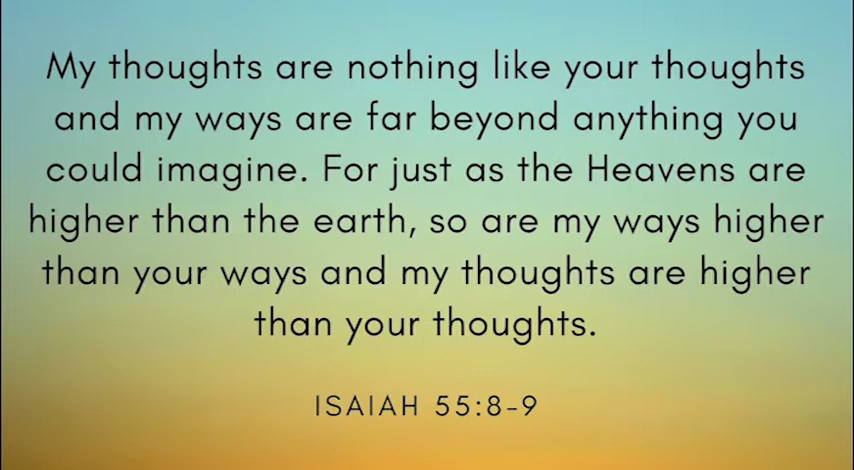 My thoughts are nothing like your thoughts
and my ways are far beyond anything you
could imagine. For just as the Heavens are
higher than the earth, so are my ways higher
than your ways and my thoughts are higher
than your thoughts.
ISAIAH 55:8-9